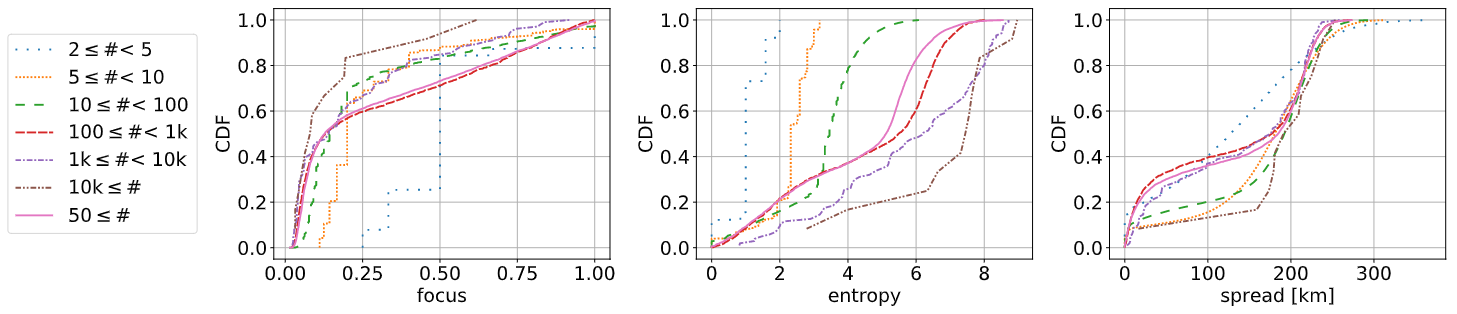 2 ≤ #< 5
5 ≤ #< 10
10 ≤ #< 100
100 ≤ #< 1k
1k ≤ #< 10k
10k ≤ #
50 ≤ #
CDF
1.0
0.8
0.6
0.4
0.2
0.0
0.00 0.25 0.50 0.75 1.00
focus
CDF
1.0
0.8
0.6
0.4
0.2
0.0
0 2 4 6 8
entropy
CDF
1.0
0.8
0.6
0.4
0.2
0.0
0 100 200 300
spread [km]